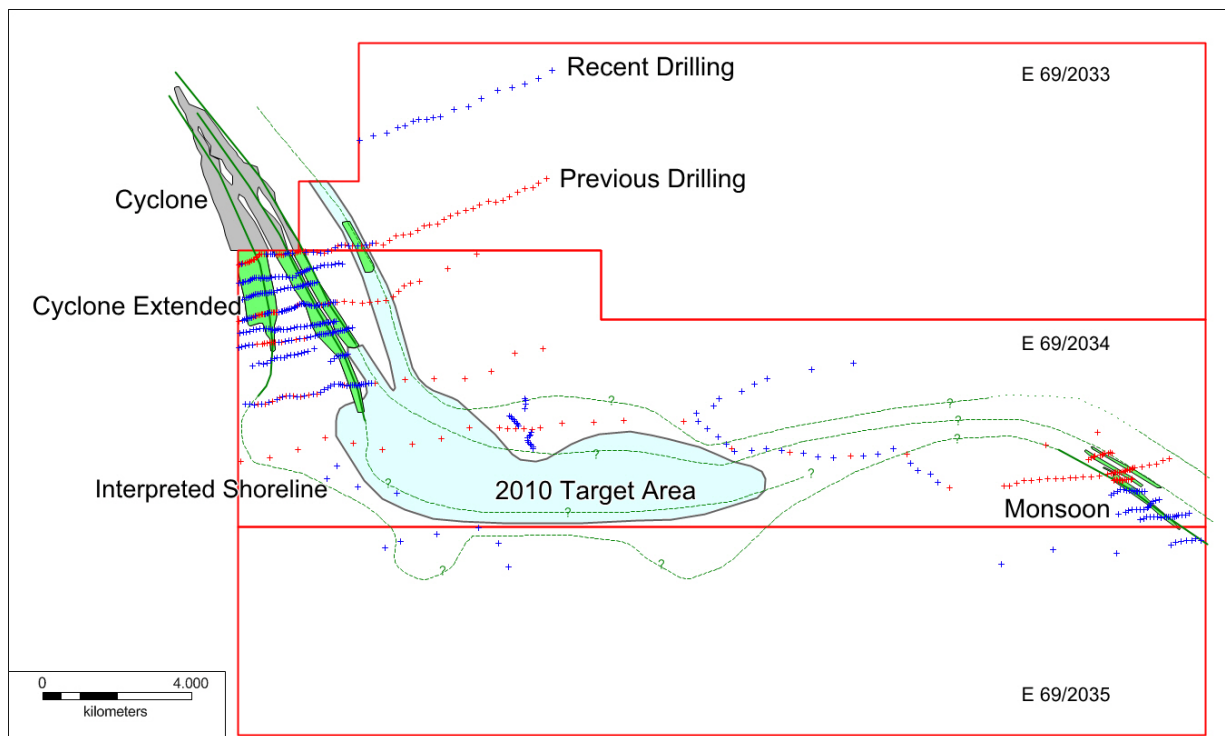 Recent Drilling
E 69/2033
Previous Drilling
Cyclone
Cyclone Extended
E 69/2034
?
?
?
?
?
Interpreted Shoreline
2010 Target Area
?
?
Monsoon
?
?
0
4.000
kilometers
E 69/2035